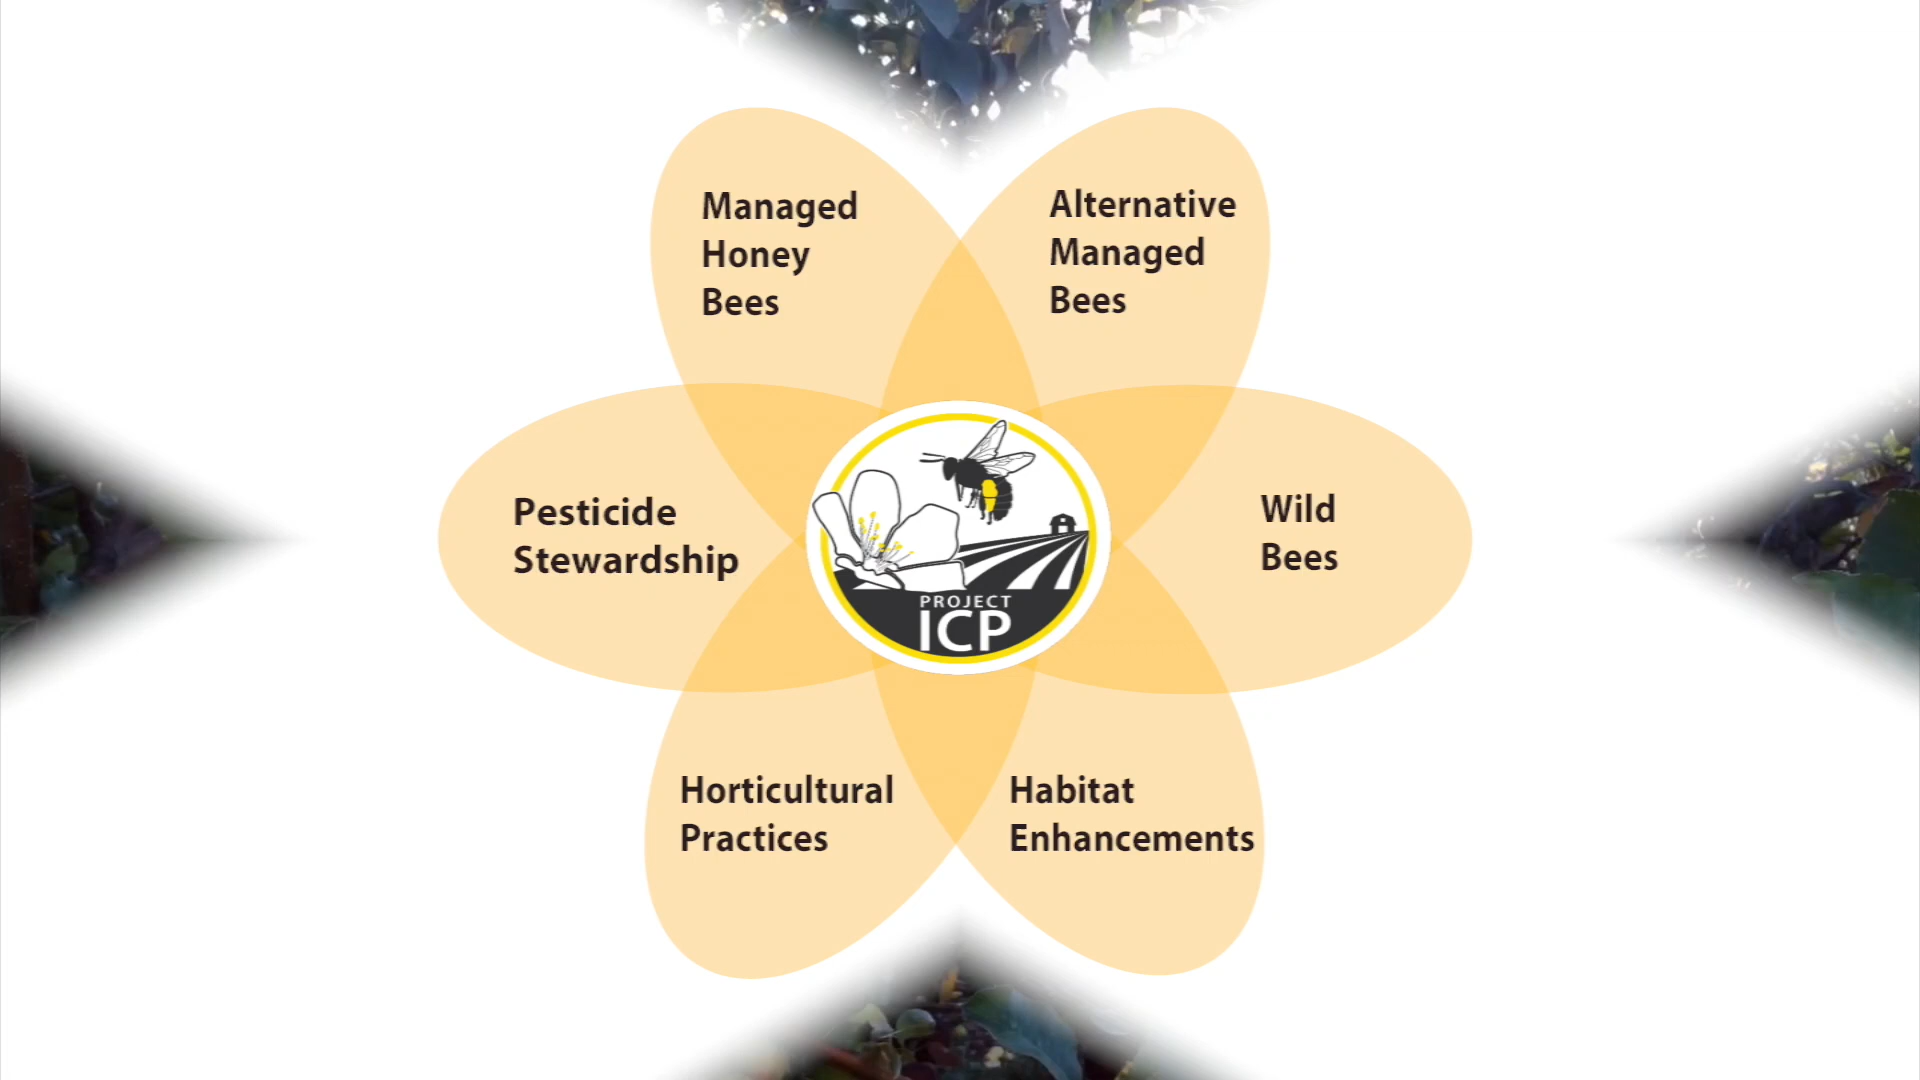 Managed
Honey
Bees
Alternative
Managed
Bees
Pesticide
Stewardship
Wild
Bees
PROJECT
ICP
Horticultural
Practices
Habitat
Enhancements